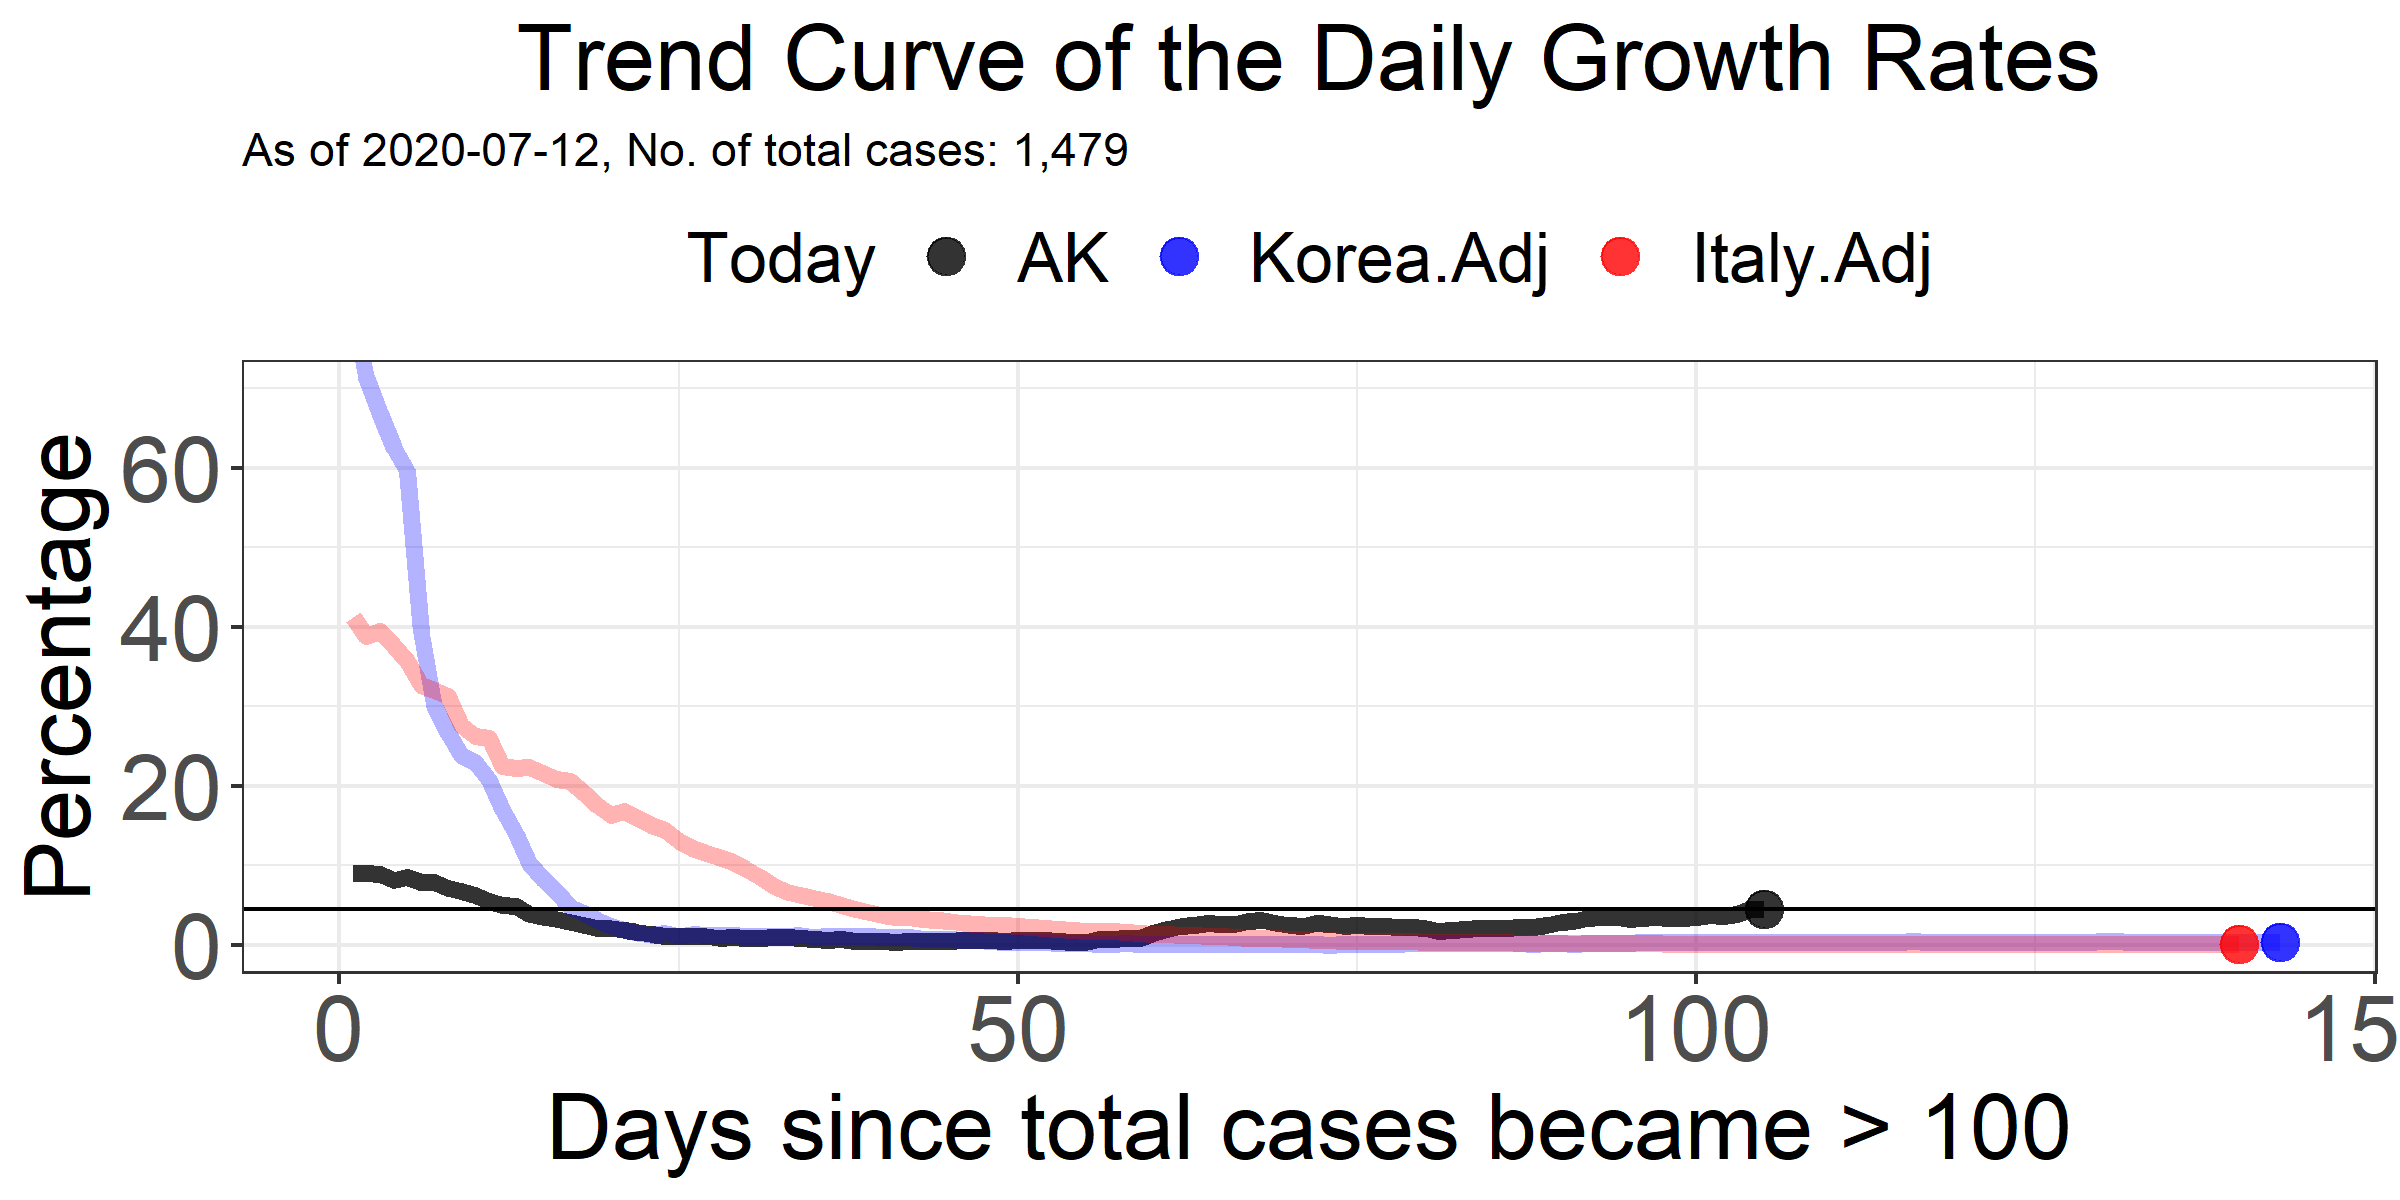 Trend Curve of the Daily Growth Rates
As of 2020-07-12, No. of total cases: 1,479
Today AK Korea.Adj Italy.Adj
Percentage
60
40
20
0
0 50 100 15
Days since total cases became > 100